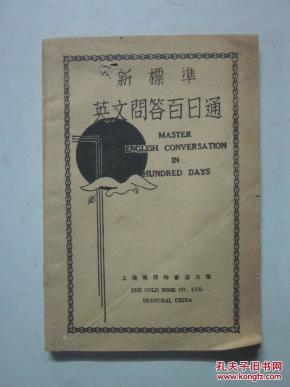 新標準
英文問答百日通
MASTER
ENGLISH CONVERSATION
IN
HUNDRED DAYS
THE GOLD BOOK CO., LTD.
SHANGHAI, CHINA
孔夫子旧书网